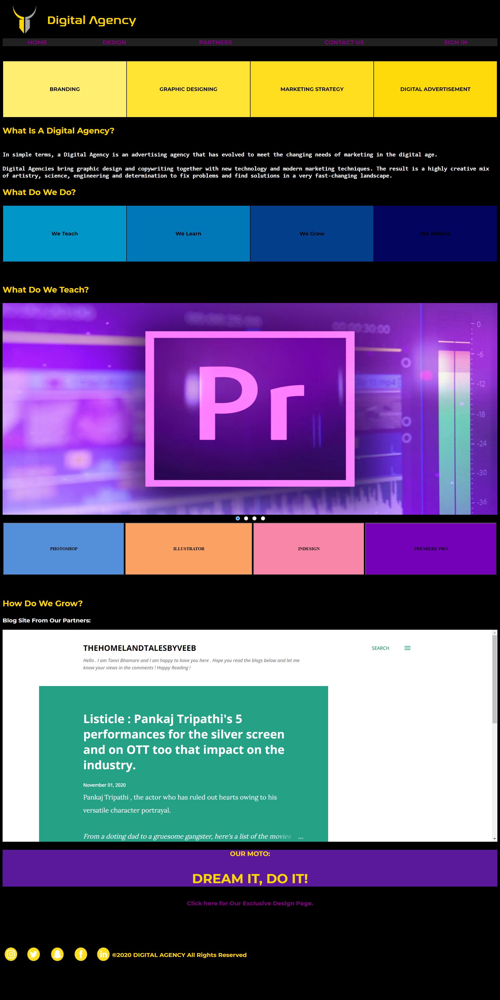 Digital Agency
HOME DESIGN PARTNERS CONTACT US SIGN IN
BRANDING GRAPHIC DESIGNING MARKETING STRATEGY DIGITAL ADVERTISEMENT
What Is A Digital Agency?
In simple terms, a Digital Agency is an advertising agency that has evolved to meet the changing needs of marketing in the digital age.
Digital Agencies bring graphic design and copywriting together with new technology and modern marketing techniques. The result is a highly creative mix
of artistry, science, engineering and determination to fix problems and find solutions in a very fast-changing landscape.
What Do We Do?
We Teach We Learn We Grow We Believe
What Do We Teach?
00:00:30:00
0
-6
-12
Pr
-18
-24
-30
-36
PHOTOSHOP ILLUSTRATOR INDESIGN PREMIERE PRO
How Do We Grow?
Blog Site From Our Partners:
THEHOMELANDTALESBYVEEB SEARCH
Hello . I am Tanvi Bhamare and I am happy to have you here . Hope you read the blogs below and let me
know your views in the comments ! Happy Reading !
Listicle : Pankaj Tripathi's 5
performances for the silver screen
and on OTT too that impact on the
industry.
November 01, 2020
Pankaj Tripathi , the actor who has ruled out hearts owing to his
versatile character portrayal.
From a doting dad to a gruesome gangster, here's a list of the movies ...
OUR MOTO:
DREAM IT, DO IT!
Click here for Our Exclusive Design Page.
©2020 DIGITAL AGENCY All Rights Reserved